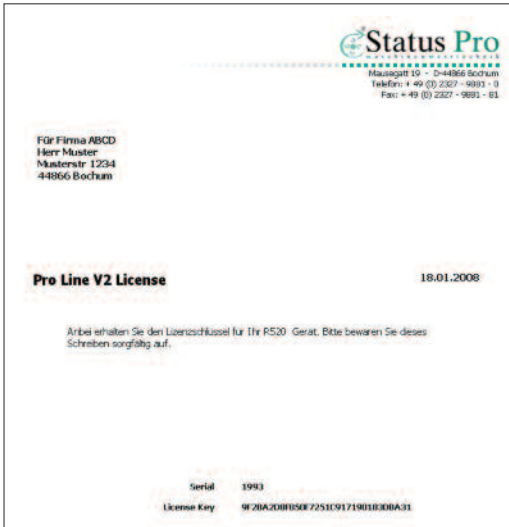 Status Pro
maschinenmesstechnik
Mausegatt 19 - D-44866 Bochum
Telefon: + 49 (0) 2327 - 9881 - 0
Fax: + 49 (0) 2327 - 9881 - 81
Für Firma ABCD
Herr Muster
Musterstr 1234
44866 Bochum
Pro Line V2 License
18.01.2008
Anbei erhalten Sie den Lizenzschlüssel für Ihr R520 Gerät. Bitte bewaren Sie dieses
Schreiben sorgfältig auf.
Serial 1993
License Key